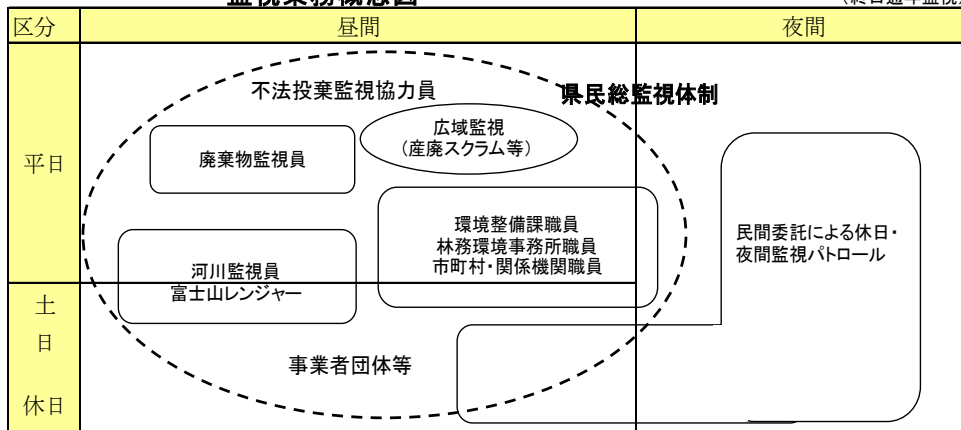 監視業務概念図
(終日通年監視)
区分
昼間
夜間
不法投棄監視協力員
県民総監視体制
広域監視
(産廃スクラム等)
廃棄物監視員
平日
環境整備課職員
林務環境事務所職員
市町村・関係機関職員
民間委託による休日・
夜間監視パトロール
河川監視員
富士山レンジャー
土
日
休日
事業者団体等